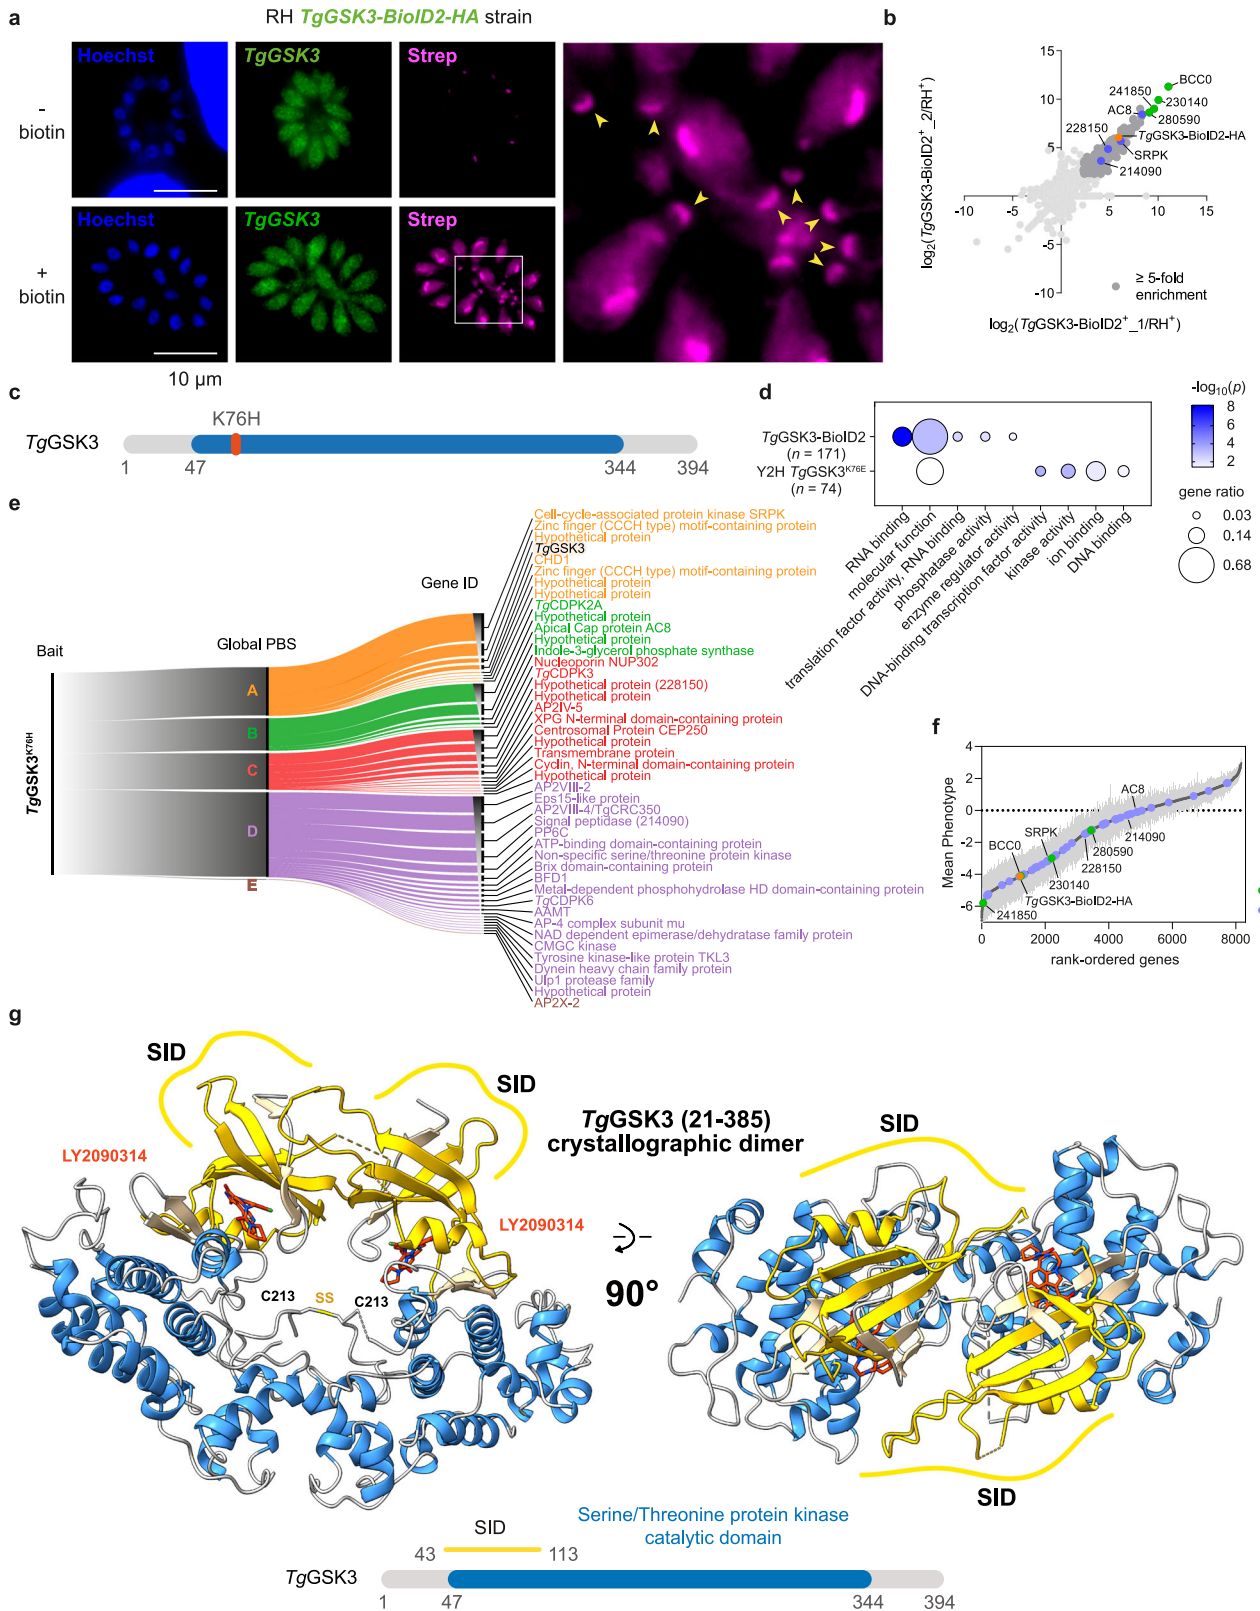 a
RH TgGSK3-BioID2-HA strain
Hoechst
TgGSK3
Strep
-
biotin
Hoechst
TgGSK3
Strep
+
biotin
10 µm
b
15
10
5
-5
-10
-10
-5
5
10
15
BCC0
241850
230140
AC8
280590
228150
TgGSK3-BioID2-HA
SRPK
214090
≥ 5-fold
enrichment
log2(TgGSK3-BioID2+_2/RH+)
log2(TgGSK3-BioID2+_1/RH+)
c
K76H
TgGSK3
1
47
344
394
d
TgGSK3-BioID2
(n = 171)
Y2H TgGSK3K76E
(n = 74)
RNA binding
molecular function
translation factor activity, RNA binding
phosphatase activity
enzyme regulator activity
DNA-binding transcription factor activity
kinase activity
ion binding
DNA binding
-log10(p)
8
6
4
2
gene ratio
0.03
0.14
0.68
e
Bait
Global PBS
Gene ID
TgGSK3K76H
A
B
C
D
E
Cell-cycle-associated protein kinase SRPK
Zinc finger (CCCH type) motif-containing protein
Hypothetical protein
TgGSK3
CHD1
Zinc finger (CCCH type) motif-containing protein
Hypothetical protein
Hypothetical protein
TgCDPK2A
Hypothetical protein
Apical Cap protein AC8
Hypothetical protein
Indole-3-glycerol phosphate synthase
Nucleoporin NUP302
TgCDPK3
Hypothetical protein (228150)
Hypothetical protein
AP2IV-5
XPG N-terminal domain-containing protein
Centrosomal Protein CEP250
Hypothetical protein
Transmembrane protein
Cyclin, N-terminal domain-containing protein
Hypothetical protein
AP2VIII-2
Eps15-like protein
AP2VIII-4/TgCRC350
Signal peptidase (214090)
PP6C
ATP-binding domain-containing protein
Non-specific serine/threonine protein kinase
Brix domain-containing protein
BFD1
Metal-dependent phosphohydrolase HD domain-containing protein
TgCDPK6
AAMT
AP-4 complex subunit mu
NAD dependent epimerase/dehydratase family protein
CMGC kinase
Tyrosine kinase-like protein TKL3
Dynein heavy chain family protein
Ulp1 protease family
Hypothetical protein
AP2X-2
f
4
2
0
-2
-4
-6
Mean Phenotype
AC8
SRPK
BCC0
214090
280590
228150
230140
TgGSK3-BioID2-HA
241850
0
2000
4000
6000
8000
rank-ordered genes
g
SID
SID
LY2090314
LY2090314
C213
SS
C213
TgGSK3 (21-385)
crystallographic dimer
90°
SID
SID
Serine/Threonine protein kinase
catalytic domain
SID
43
113
TgGSK3
1
47
344
394